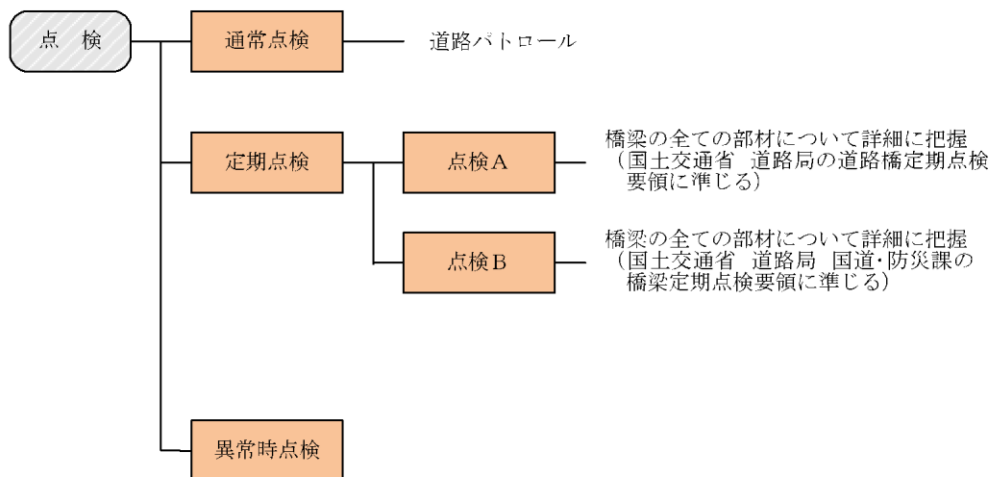 点 検
通常点検
道路パトロール
定期点検
点検A
橋梁の全ての部材について詳細に把握
(国土交通省 道路局の道路橋定期点検
要領に準じる)
点検B
橋梁の全ての部材について詳細に把握
(国土交通省 道路局 国道・防災課の
橋梁定期点検要領に準じる)
異常時点検